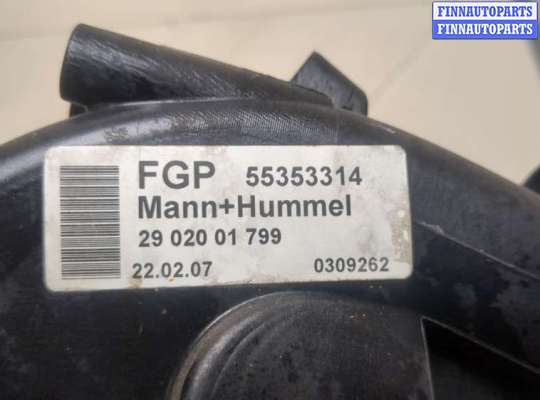 FINNAUTOPARTS
FINNAUTOPARTS
FGP 55353314
Mann+Hummel
29 020 01 799
22.02.07 0309262